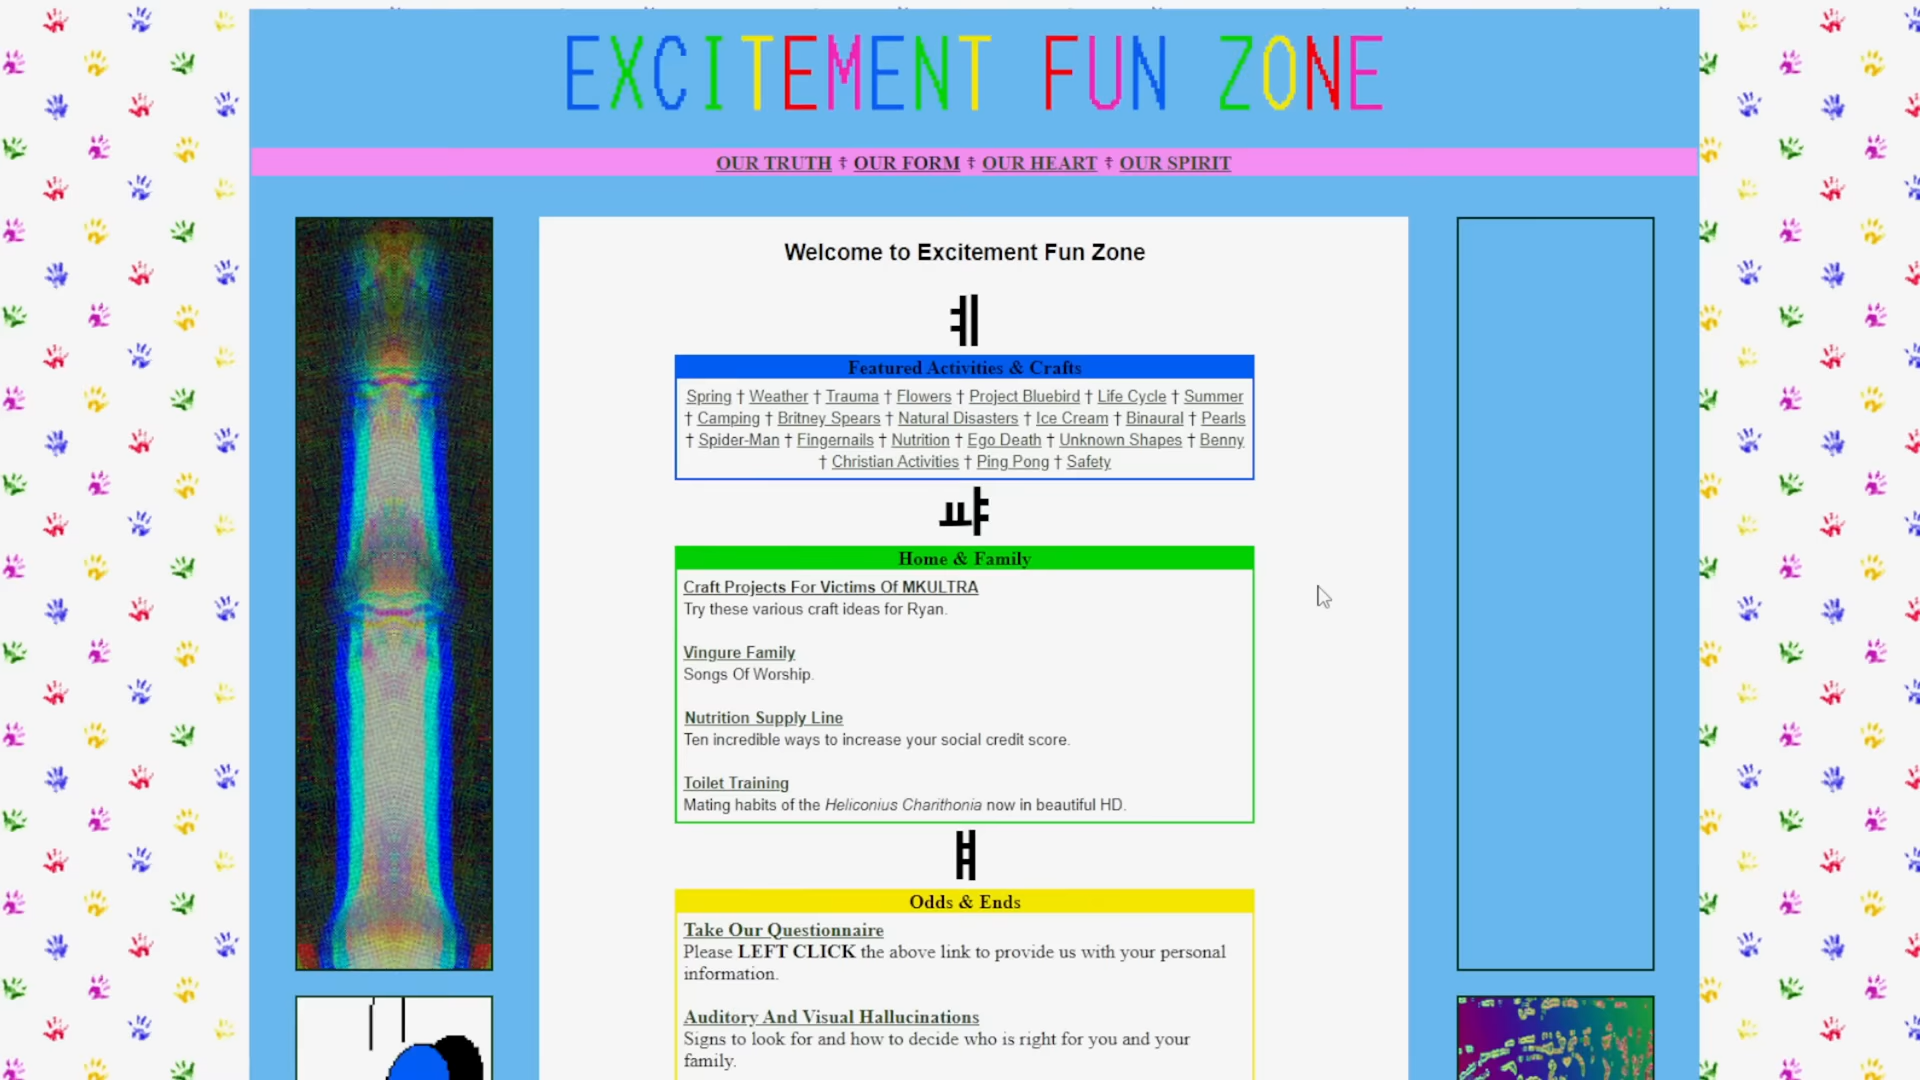 EXCITEMENT FUN ZONE
OUR TRUTH † OUR FORM † OUR HEART † OUR SPIRIT
Welcome to Excitement Fun Zone
Featured Activities & Crafts
Spring † Weather † Trauma † Flowers † Project Bluebird † Life Cycle † Summer
† Camping † Britney Spears † Natural Disasters † Ice Cream † Binaural † Pearls
† Spider-Man † Fingernails † Nutrition † Ego Death † Unknown Shapes † Benny
† Christian Activities † Ping Pong † Safety
Home & Family
Craft Projects For Victims Of MKULTRA
Try these various craft ideas for Ryan.
Vingure Family
Songs Of Worship.
Nutrition Supply Line
Ten incredible ways to increase your social credit score.
Toilet Training
Mating habits of the Heliconius Charithonia now in beautiful HD.
Odds & Ends
Take Our Questionnaire
Please LEFT CLICK the above link to provide us with your personal
information.
Auditory And Visual Hallucinations
Signs to look for and how to decide who is right for you and your
family.